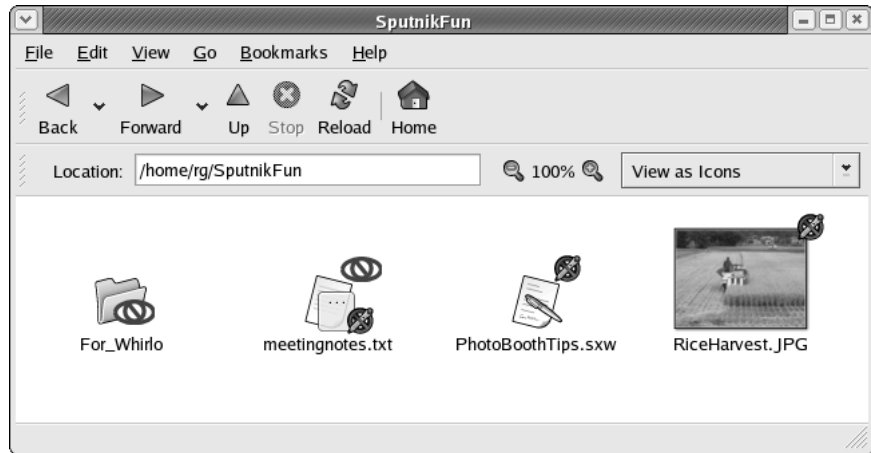 SputnikFun
File Edit View Go Bookmarks Help
Back Forward Up Stop Reload Home
Location: /home/rg/SputnikFun 100% View as Icons
For_Whirlo meetingnotes.txt PhotoBoothTips.sxw RiceHarvest.JPG